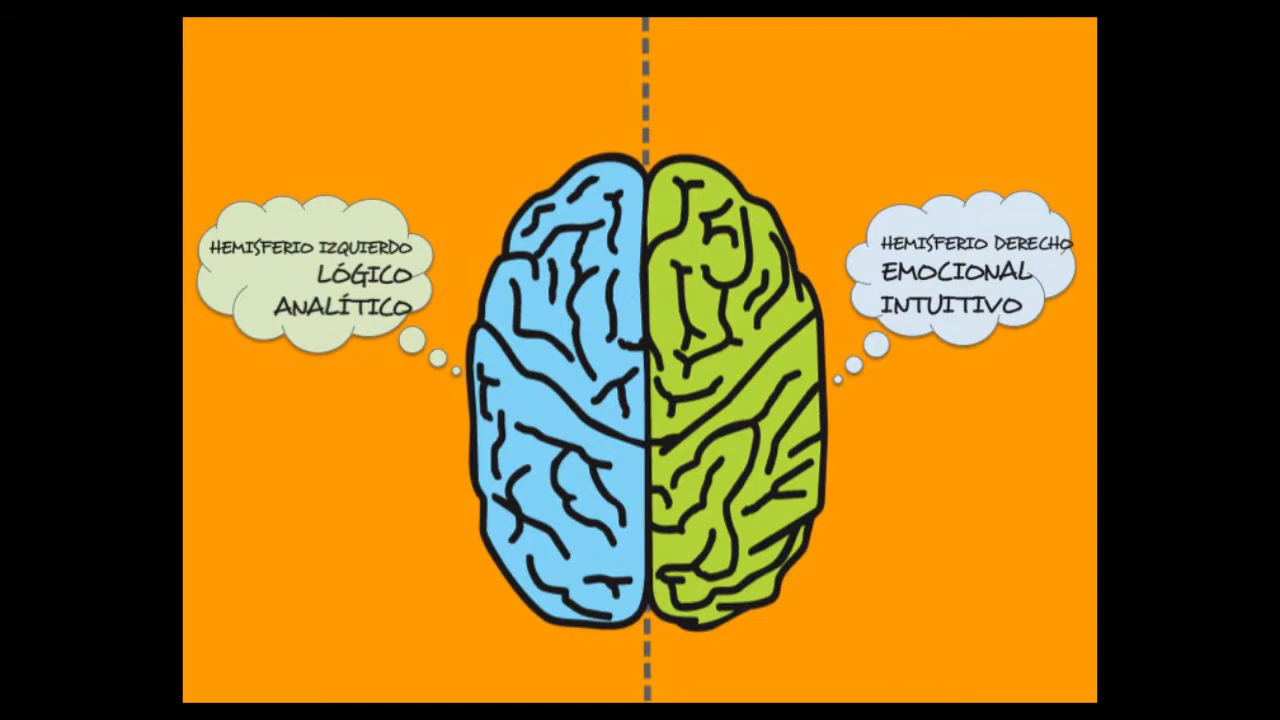 HEMISFERIO IZQUIERDO
LÓGICO
ANALÍTICO
HEMISFERIO DERECHO
EMOCIONAL
INTUITIVO